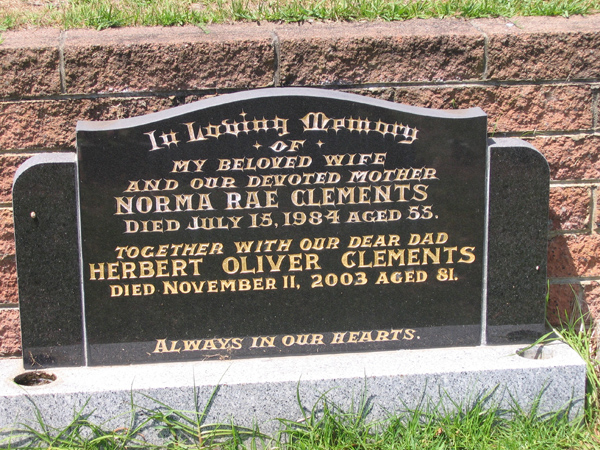 In Loving Memory
OF
MY BELOVED WIFE
AND OUR DEVOTED MOTHER
NORMA RAE CLEMENTS
DIED JULY 15, 1984 AGED 53.
TOGETHER WITH OUR DEAR DAD
HERBERT OLIVER CLEMENTS
DIED NOVEMBER 11, 2003 AGED 81.
ALWAYS IN OUR HEARTS.